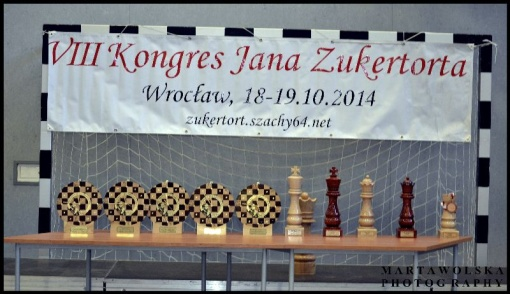 VIII Kongres Jana Zukertorta
Wrocław, 18-19.10.2014
zukertort.szachy64.net
MARTAWOLSKA
PHOTOGRAPHY